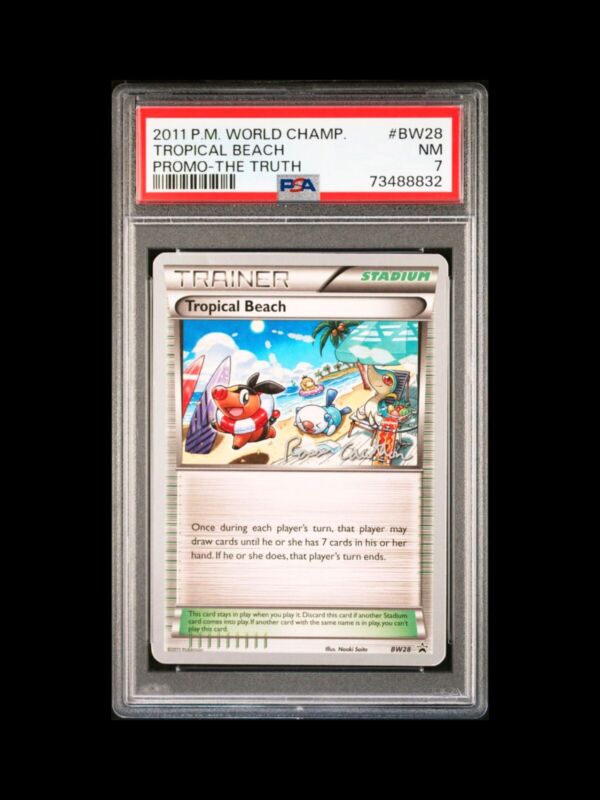 2011 P.M. WORLD CHAMP. #BW28
TROPICAL BEACH NM
PROMO-THE TRUTH 7
PSA 73488832
TRAINER STADIUM
Tropical Beach
Once during each player's turn, that player may
draw cards until he or she has 7 cards in his or her
hand. If he or she does, that player's turn ends.
This card stays in play when you play it. Discard this card if another Stadium
card comes into play. If another card with the same name is in play, you can't
play this card.
©2011 Pokémon Illus. Naoki Saito BW28